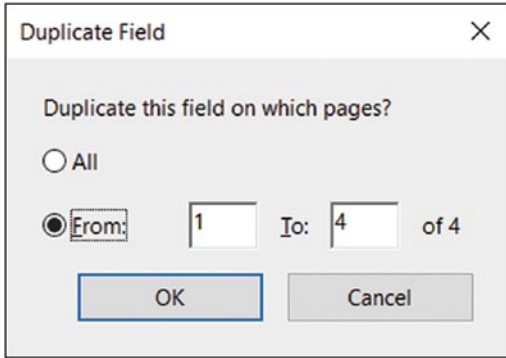 Duplicate Field
Duplicate this field on which pages?
All
From: 1 To: 4 of 4
OK Cancel